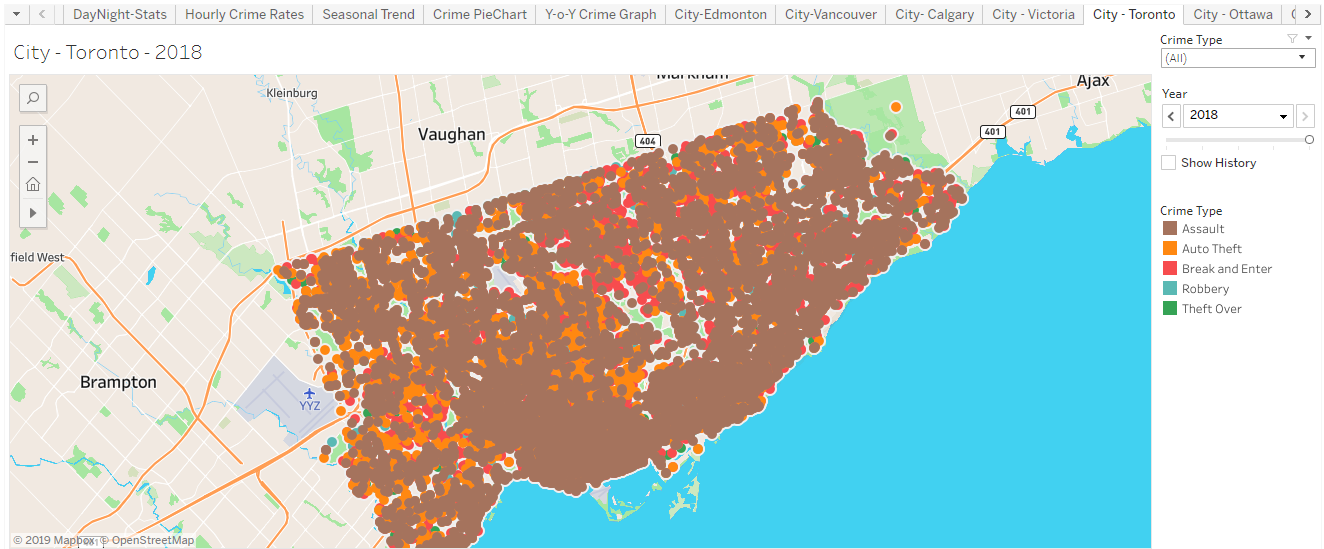 DayNight-Stats Hourly Crime Rates Seasonal Trend Crime PieChart Y-o-Y Crime Graph City-Edmonton City-Vancouver City- Calgary City - Victoria City - Toronto City - Ottawa
City - Toronto - 2018
Crime Type
(All)
Year
2018
Show History
Crime Type
Assault
Auto Theft
Break and Enter
Robbery
Theft Over
Markham
Ajax
Kleinburg
401
Vaughan
401
404
field West
Brampton
YYZ
© 2019 Mapbox © OpenStreetMap